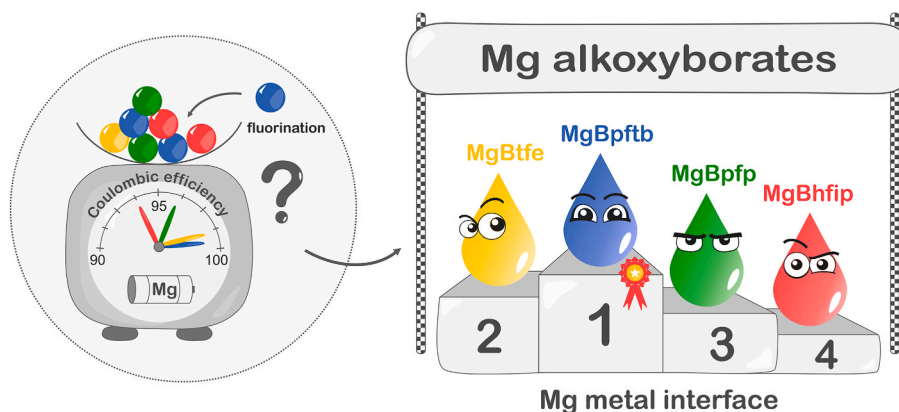 fluorination
Coulombic efficiency
95
90
100
Mg
?
Mg alkoxyborates
MgBtfe
MgBpftb
MgBpfp
MgBhfip
2
1
3
4
Mg metal interface